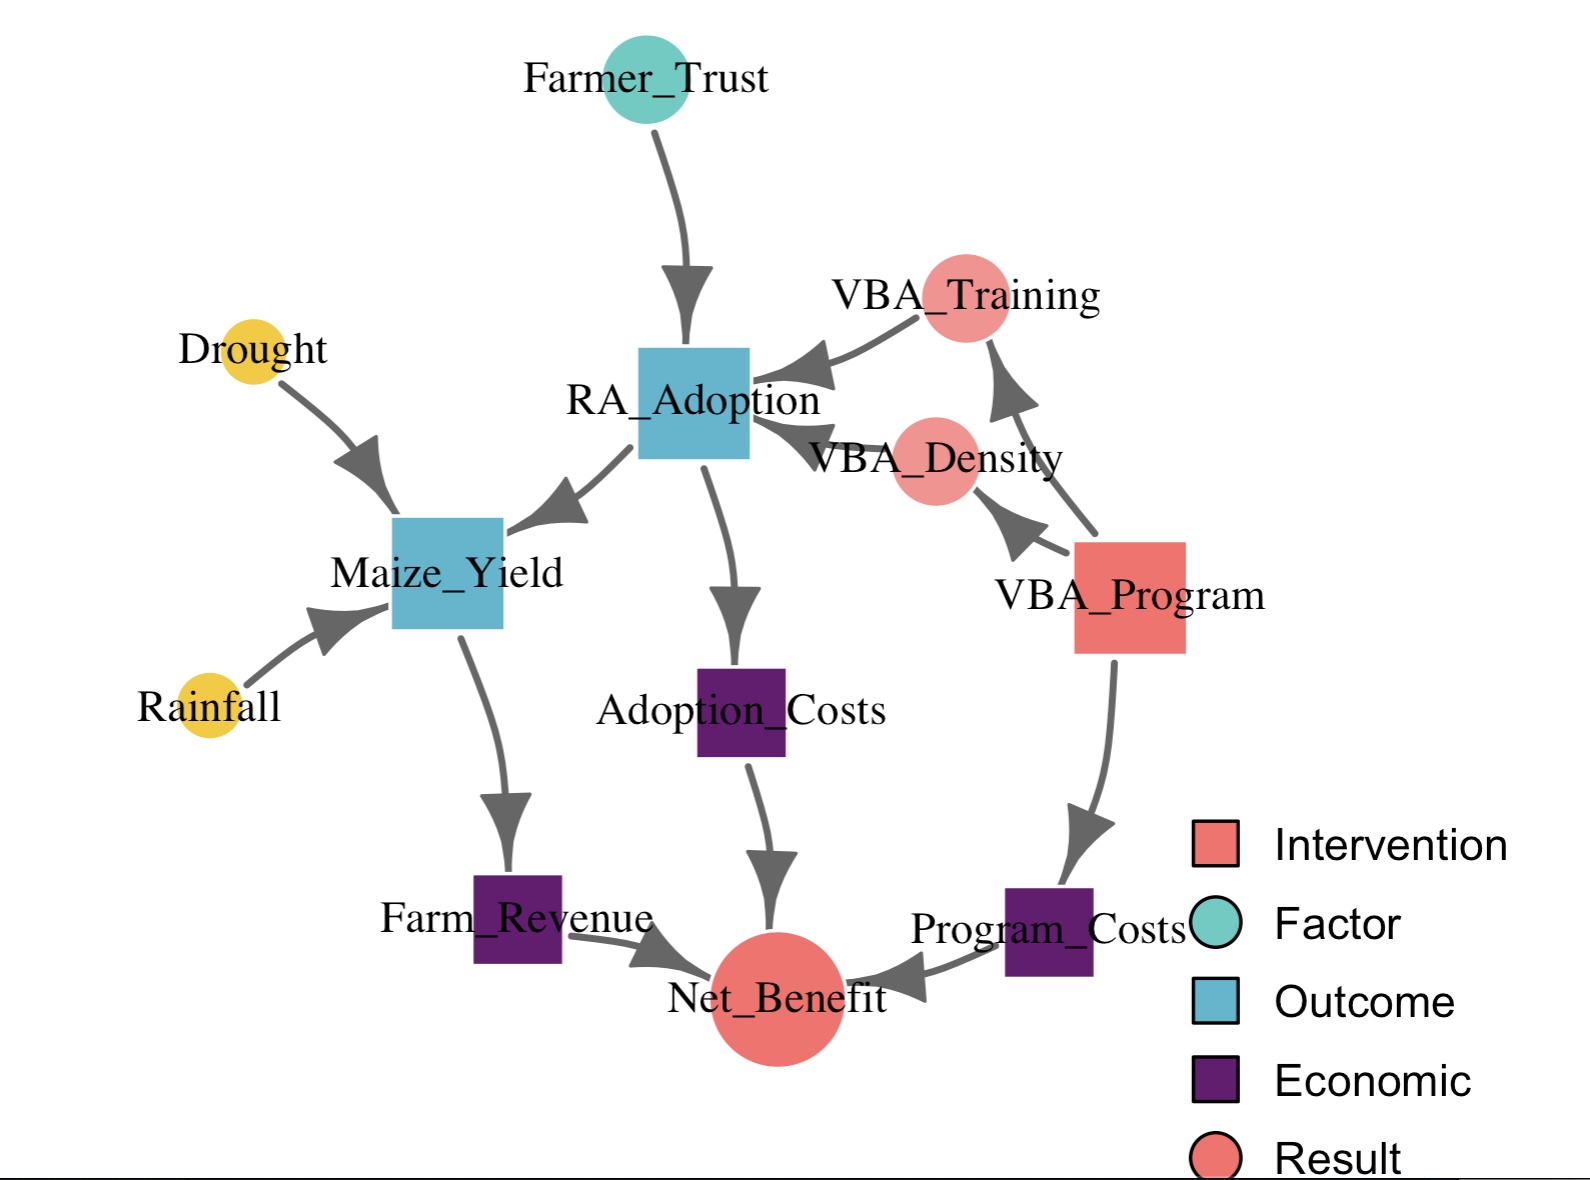 Farmer_Trust
VBA_Training
Drought
RA_Adoption
VBA_Density
Maize_Yield
VBA_Program
Rainfall
Adoption_Costs
Farm_Revenue
Program_Costs
Net_Benefit
Intervention
Factor
Outcome
Economic
Result